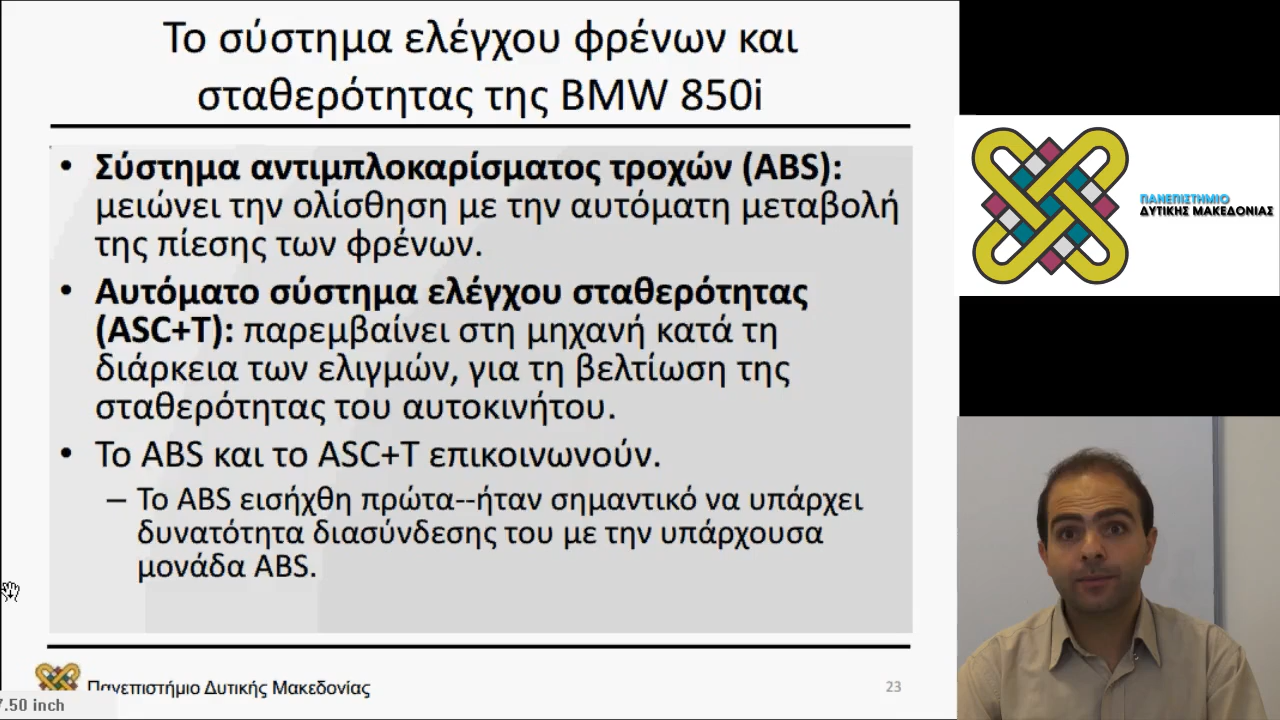 Το σύστημα ελέγχου φρένων και
σταθερότητας της BMW 850i
• Σύστημα αντιμπλοκαρίσματος τροχών (ABS):
μειώνει την ολίσθηση με την αυτόματη μεταβολή
της πίεσης των φρένων.
• Αυτόματο σύστημα ελέγχου σταθερότητας
(ASC+T): παρεμβαίνει στη μηχανή κατά τη
διάρκεια των ελιγμών, για τη βελτίωση της
σταθερότητας του αυτοκινήτου.
• Το ABS και το ASC+T επικοινωνούν.
– Το ABS εισήχθη πρώτα--ήταν σημαντικό να υπάρχει
δυνατότητα διασύνδεσης του με την υπάρχουσα
μονάδα ABS.
Πανεπιστήμιο Δυτικής Μακεδονίας
23
7.50 inch
ΠΑΝΕΠΙΣΤΗΜΙΟ
ΔΥΤΙΚΗΣ ΜΑΚΕΔΟΝΙΑΣ